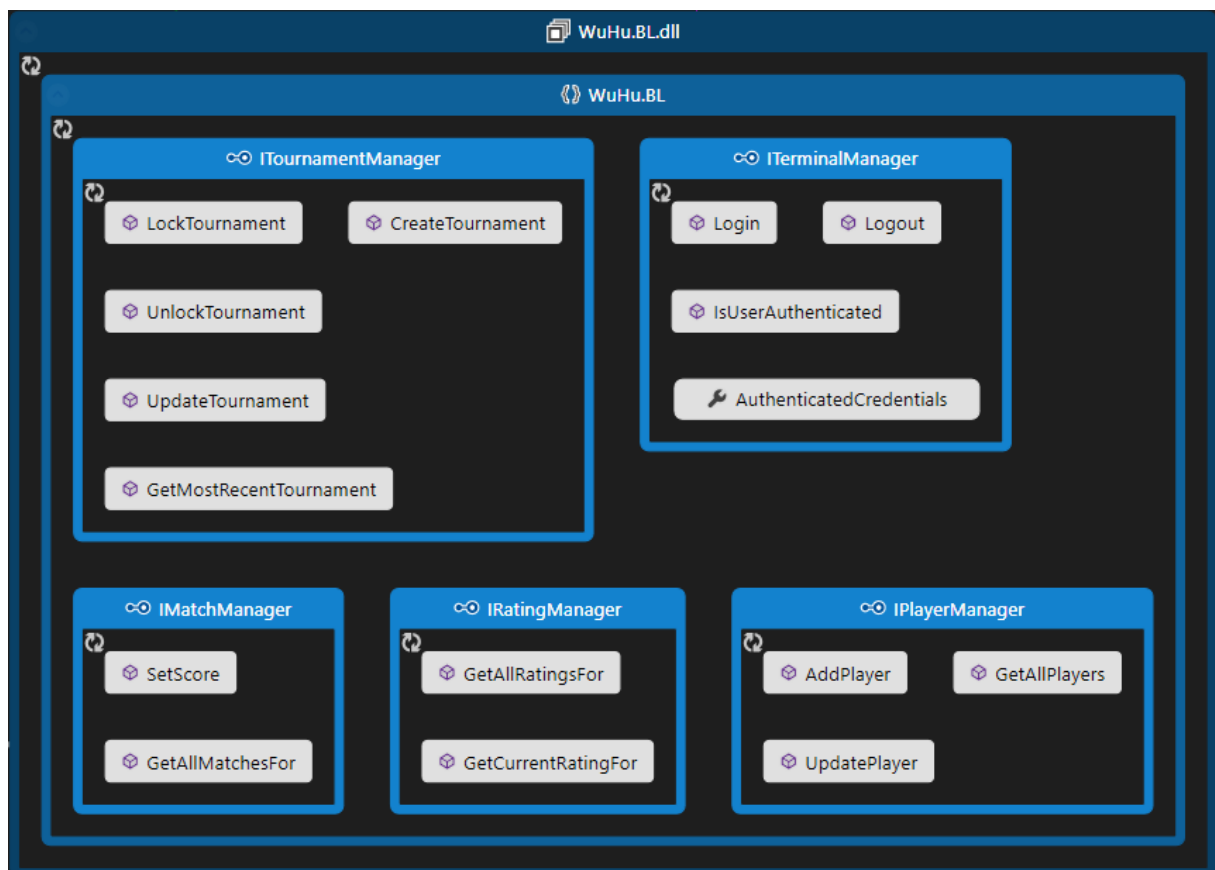 WuHu.BL.dll
WuHu.BL
ITournamentManager
LockTournament
CreateTournament
UnlockTournament
UpdateTournament
GetMostRecentTournament
ITerminalManager
Login
Logout
IsUserAuthenticated
AuthenticatedCredentials
IMatchManager
SetScore
GetAllMatchesFor
IRatingManager
GetAllRatingsFor
GetCurrentRatingFor
IPlayerManager
AddPlayer
GetAllPlayers
UpdatePlayer